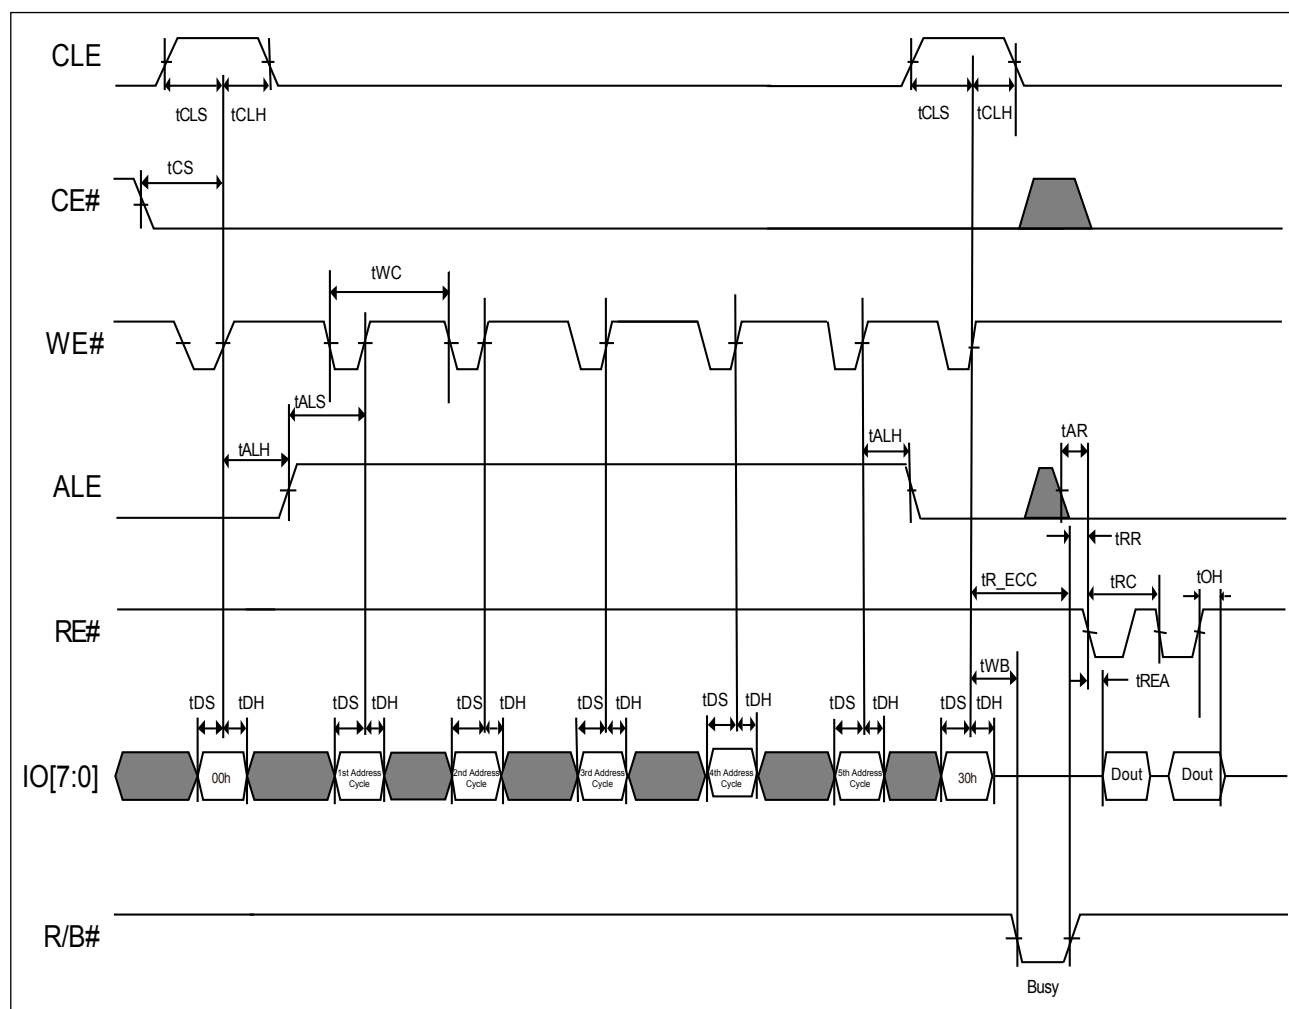 CLE
tCLS tCLH
tCLS tCLH
CE#
tCS
WE#
tWC
ALE
tALS
tALH
tALH
tAR
tRR
RE#
tR_ECC
tRC
tOH
tWB
tREA
tDS tDH
tDS tDH
tDS tDH
tDS tDH
tDS tDH
tDS tDH
tDS tDH
IO[7:0]
00h
1st Address
Cycle
2nd Address
Cycle
3rd Address
Cycle
4th Address
Cycle
5th Address
Cycle
30h
Dout
Dout
R/B#
Busy